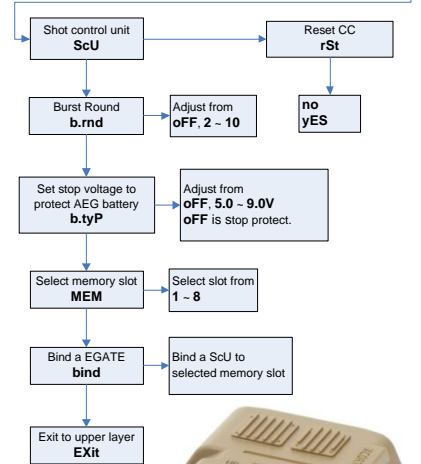 Shot control unit
ScU
Reset CC
rSt
no
yES
Burst Round
b.rnd
Adjust from
oFF, 2 ~ 10
Set stop voltage to
protect AEG battery
b.tyP
Adjust from
oFF, 5.0 ~ 9.0V
oFF is stop protect.
Select memory slot
MEM
Select slot from
1 ~ 8
Bind a EGATE
bind
Bind a ScU to
selected memory slot
Exit to upper layer
EXit